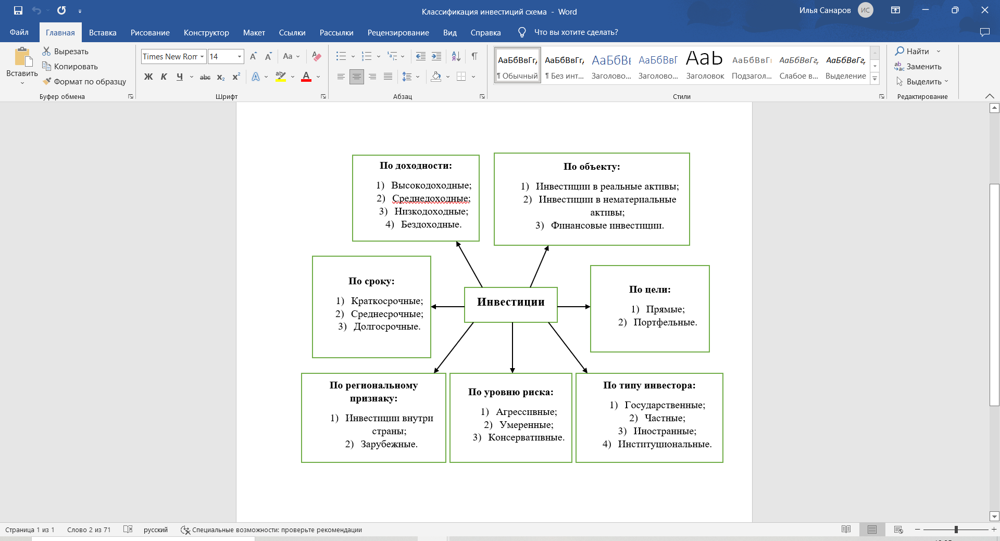 Классификация инвестиций схема - Word
Илья Санаров
ИС
Файл
Главная
Вставка
Рисование
Конструктор
Макет
Ссылки
Рассылки
Рецензирование
Вид
Справка
Что вы хотите сделать?
Вставить
Вырезать
Копировать
Формат по образцу
Буфер обмена
Times New Ror
14
Aa
Ж К Ч abc x₂ x²
Шрифт
Абзац
АаБбВвГг,
АаБбВвГг,
АаБбВı
АаБбВвГ
АаЬ
АаБбВвГı
АаБбВвГг,
АаБбВвГг,
¶ Обычный
¶ Без инт...
Заголово...
Заголово...
Заголовок
Подзагол...
Слабое в...
Выделение
Стили
Найти
Заменить
Выделить
Редактирование
По доходности:
1) Высокодоходные;
2) Среднедоходные;
3) Низкодоходные;
4) Бездоходные.
По объекту:
1) Инвестиции в реальные активы;
2) Инвестиции в нематериальные
активы;
3) Финансовые инвестиции.
По сроку:
1) Краткосрочные;
2) Среднесрочные;
3) Долгосрочные.
Инвестиции
По цели:
1) Прямые;
2) Портфельные.
По региональному
признаку:
1) Инвестиции внутри
страны;
2) Зарубежные.
По уровню риска:
1) Агрессивные;
2) Умеренные;
3) Консервативные.
По типу инвестора:
1) Государственные;
2) Частные;
3) Иностранные;
4) Институциональные.
Страница 1 из 1
Слово 2 из 71
русский
Специальные возможности: проверьте рекомендации